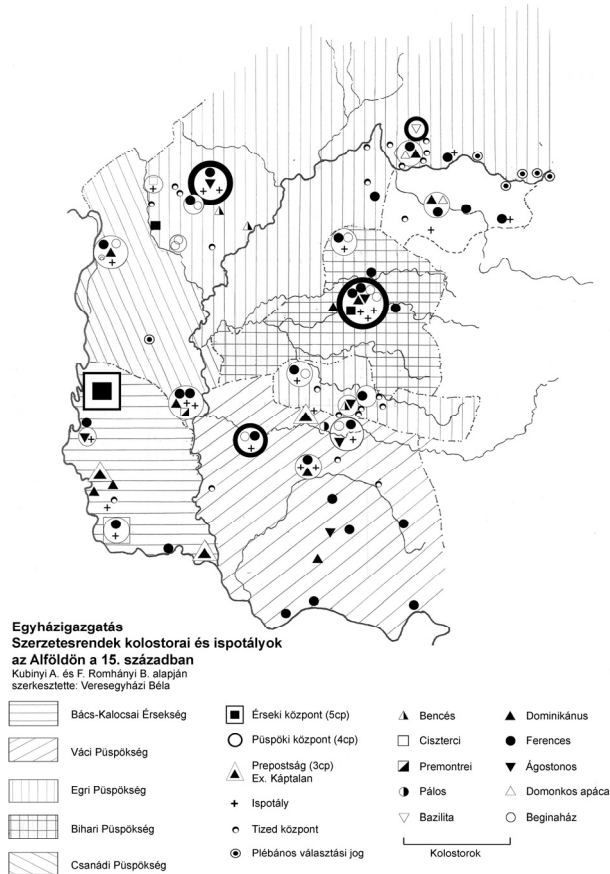 Egyházigazgatás
Szerzetesrendek kolostorai és ispotályok
az Alföldön a 15. században
Kubinyi A. és F. Romhányi B. alapján
szerkesztette: Veresegyházi Béla
Bács-Kalocsai Érsekség
Váci Püspökség
Egri Püspökség
Bihari Püspökség
Csanádi Püspökség
Érseki központ (5cp)
Püspöki központ (4cp)
Prepostság (3cp)
Ex. Káptalan
Ispotály
Tized központ
Plébános választási jog
Bencés
Ciszterci
Premontrei
Pálos
Bazilita
Dominikánus
Ferences
Ágostonos
Domonkos apáca
Beginaház
Kolostorok